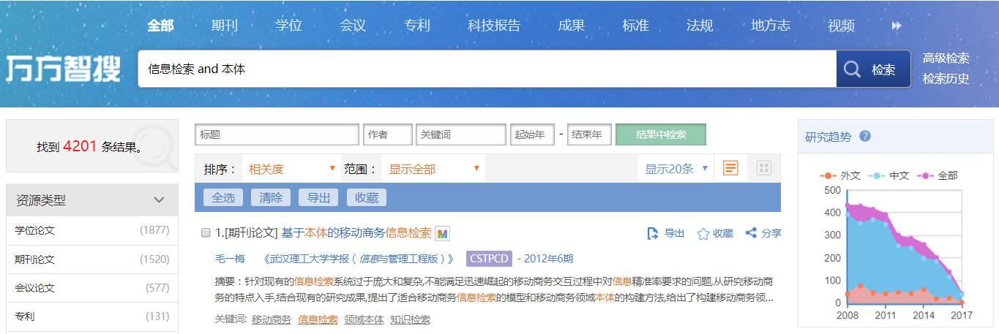 全部 期刊 学位 会议 专利 科技报告 成果 标准 法规 地方志 视频
万方智搜
信息检索 and 本体
检索
高级检索
检索历史
找到 4201 条结果。
资源类型
学位论文 (1877)
期刊论文 (1520)
会议论文 (577)
专利 (131)
标题 作者 关键词 起始年 - 结束年 结果中检索
排序： 相关度 范围： 显示全部 显示20条
全选 清除 导出 收藏
1.[期刊论文] 基于本体的移动商务信息检索 M
导出 收藏 分享
毛一梅 《武汉理工大学学报（信息与管理工程版）》 CSTPCD - 2012年6期
摘要：针对现有的信息检索系统过于庞大和复杂,不能满足迅速崛起的移动商务交互过程中对信息精准率要求的问题,从研究移动商
务的特点入手,结合现有的研究成果,提出了适合移动商务信息检索的模型和移动商务领域本体的构建方法,给出了构建移动商务领...
关键词: 移动商务 信息检索 领域本体 知识检索
研究趋势 ?
外文 中文 全部
500
400
300
200
100
0
2008 2011 2014 2017